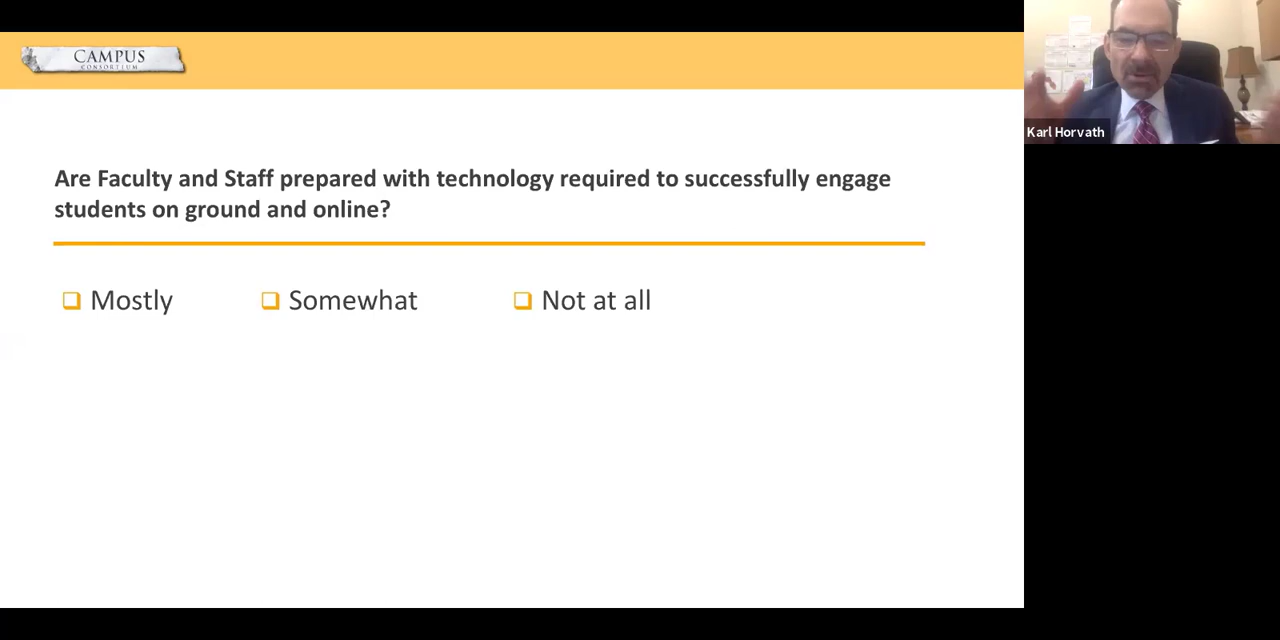 CAMPUS
CONSORTIUM
Karl Horvath
Are Faculty and Staff prepared with technology required to successfully engage
students on ground and online?
❑ Mostly ❑ Somewhat ❑ Not at all